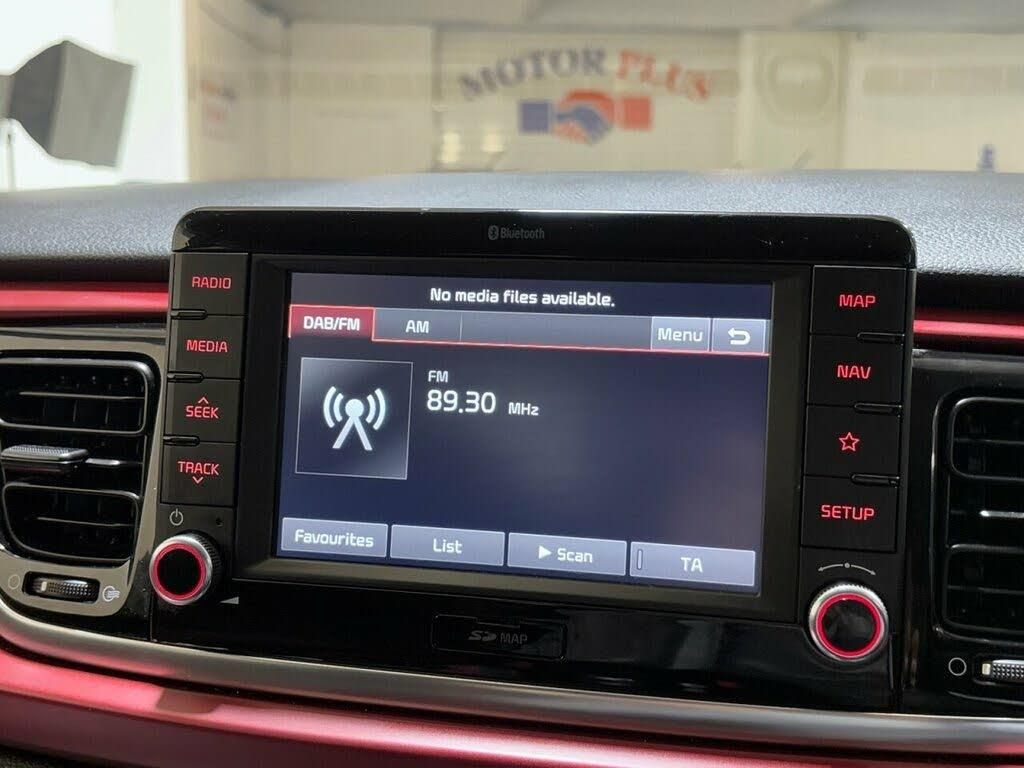 MOTOR PLUS
Bluetooth
RADIO
MEDIA
SEEK
TRACK
No media files available.
DAB/FM AM Menu
FM
89.30 MHz
Favourites List Scan TA
MAP
NAV
SETUP
SD MAP